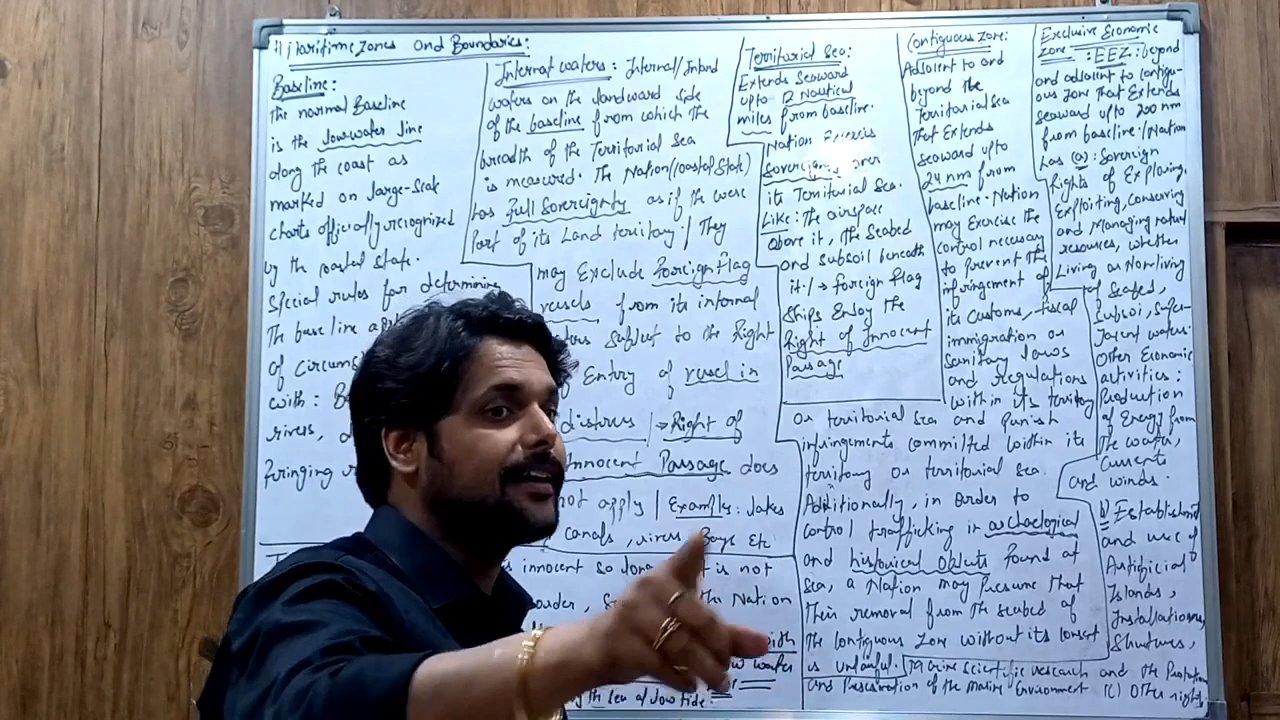 Maritime Zones and Boundaries:
Baseline:
The normal Baseline
is the low water line
along the coast as
marked on large-scale
charts officially recognized
by the coastal state.
Special rules for determining
The base line
of circums
with:
rivers,
Fringing
Internal waters: Internal/Inland
waters on the landward side
of the baseline from which the
breadth of the Territorial Sea
is measured. The Nation/(coastal State)
has Full Sovereignty as if the were
Part of its Land territory / They
may Exclude Foreign Flag
vessels from its internal
subject to the Right
Entry of vessel in
distress / → Right of
Innocent Passage does
not apply / Examples: lakes
canals, rivers, Bays Etc
innocent so long is not
order, the Nation
with
water
the sea at low tide:
Territorial Sea:
Extends Seaward
upto 12 Nautical
miles from baseline.
Nation Exercis
Sovereign over
its Territorial Sea.
Like: The airspace
above it, the Seabed
and subsoil beneath
it: / → foreign flag
Ships Enjoy the
Right of Innocent
Passage
Contiguous Zone:
Adjacent to and
beyond the
Territorial Sea
That Extends
seaward upto
24 nm from
baseline. Nation
may Exercise the
control necessary
to prevent the
infringement of
its Customs, fiscal
immigration or
Sanitary laws
and regulations
within its territory
Or territorial sea and Punish
infringements committed within its
territory or territorial sea.
Additionally, in order to
control trafficking in archaelogical
and historical objects found at
sea, a Nation may Presume that
Their removal from the seabed of
The Contiguous Zone without its consent
is unlawful.
Exclusive Economic
Zone : EEZ : beyond
and adjacent to contigu-
ous zone that Extends
seaward upto 200 nm
from baseline. / Nation
has (a): Sovereign
Rights of Exploring,
Exploiting, Conserving
and Managing natural
resources, whether
Living or Nonliving
of Seabed,
Subsoi, Super-
Jacent waters.
Other Economic
activities:
Production
of Energy from
The water,
Currents
and winds.
b) Establishment
and use of
Artificial
Islands,
Installations,
Structures,
Marine scientific research and the Protection
and Preservation of the Marine Environment (c) Other rights